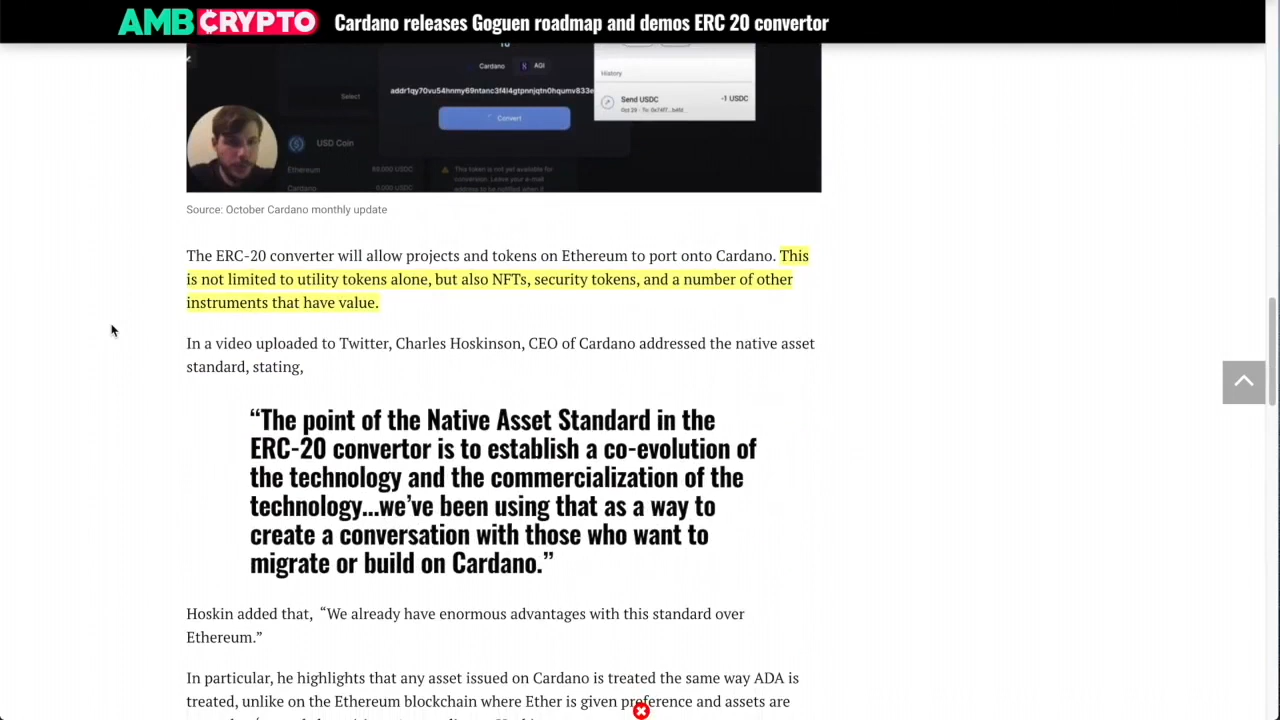 AMBCRYPTO Cardano releases Goguen roadmap and demos ERC 20 convertor
Cardano AGI
History
Select
addr1qy70vu54hnmy69ntanc3f4l4gtpnnjqtn0hqumv833e
Send USDC -1 USDC
Convert
USD Coin
Ethereum
This token is not yet available for
conversion. Leave your e-mail
Cardano 0.000 USDC
address to be notified when it
Source: October Cardano monthly update
The ERC-20 converter will allow projects and tokens on Ethereum to port onto Cardano. This
is not limited to utility tokens alone, but also NFTs, security tokens, and a number of other
instruments that have value.
In a video uploaded to Twitter, Charles Hoskinson, CEO of Cardano addressed the native asset
standard, stating,
“The point of the Native Asset Standard in the
ERC-20 convertor is to establish a co-evolution of
the technology and the commercialization of the
technology...we’ve been using that as a way to
create a conversation with those who want to
migrate or build on Cardano.”
Hoskin added that, “We already have enormous advantages with this standard over
Ethereum.”
In particular, he highlights that any asset issued on Cardano is treated the same way ADA is
treated, unlike on the Ethereum blockchain where Ether is given preference and assets are